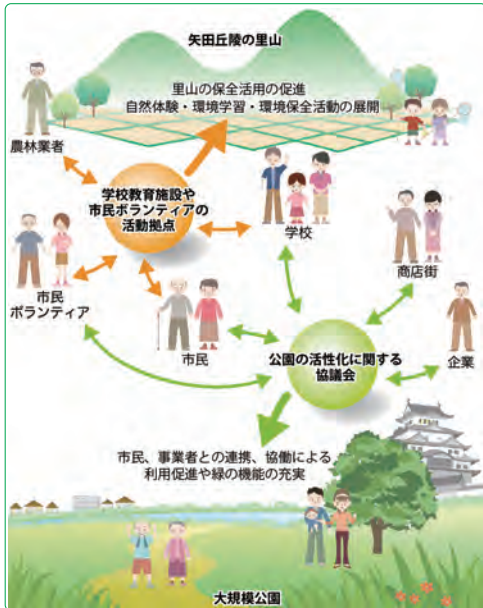 矢田丘陵の里山
里山の保全活用の促進
自然体験・環境学習・環境保全活動の展開
農林業者
学校教育施設や
市民ボランティアの
活動拠点
学校
商店街
市民
ボランティア
市民
公園の活性化に関する
協議会
企業
市民、事業者との連携、協働による
利用促進や緑の機能の充実
大規模公園